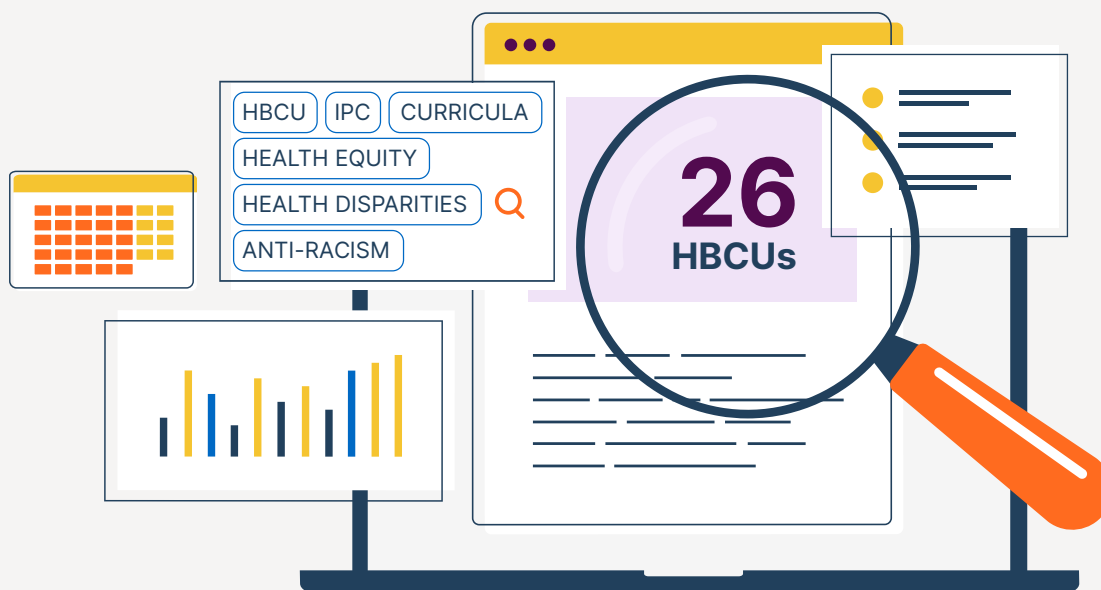 HBCU IPC CURRICULA
HEALTH EQUITY
HEALTH DISPARITIES
ANTI-RACISM
26
HBCUs